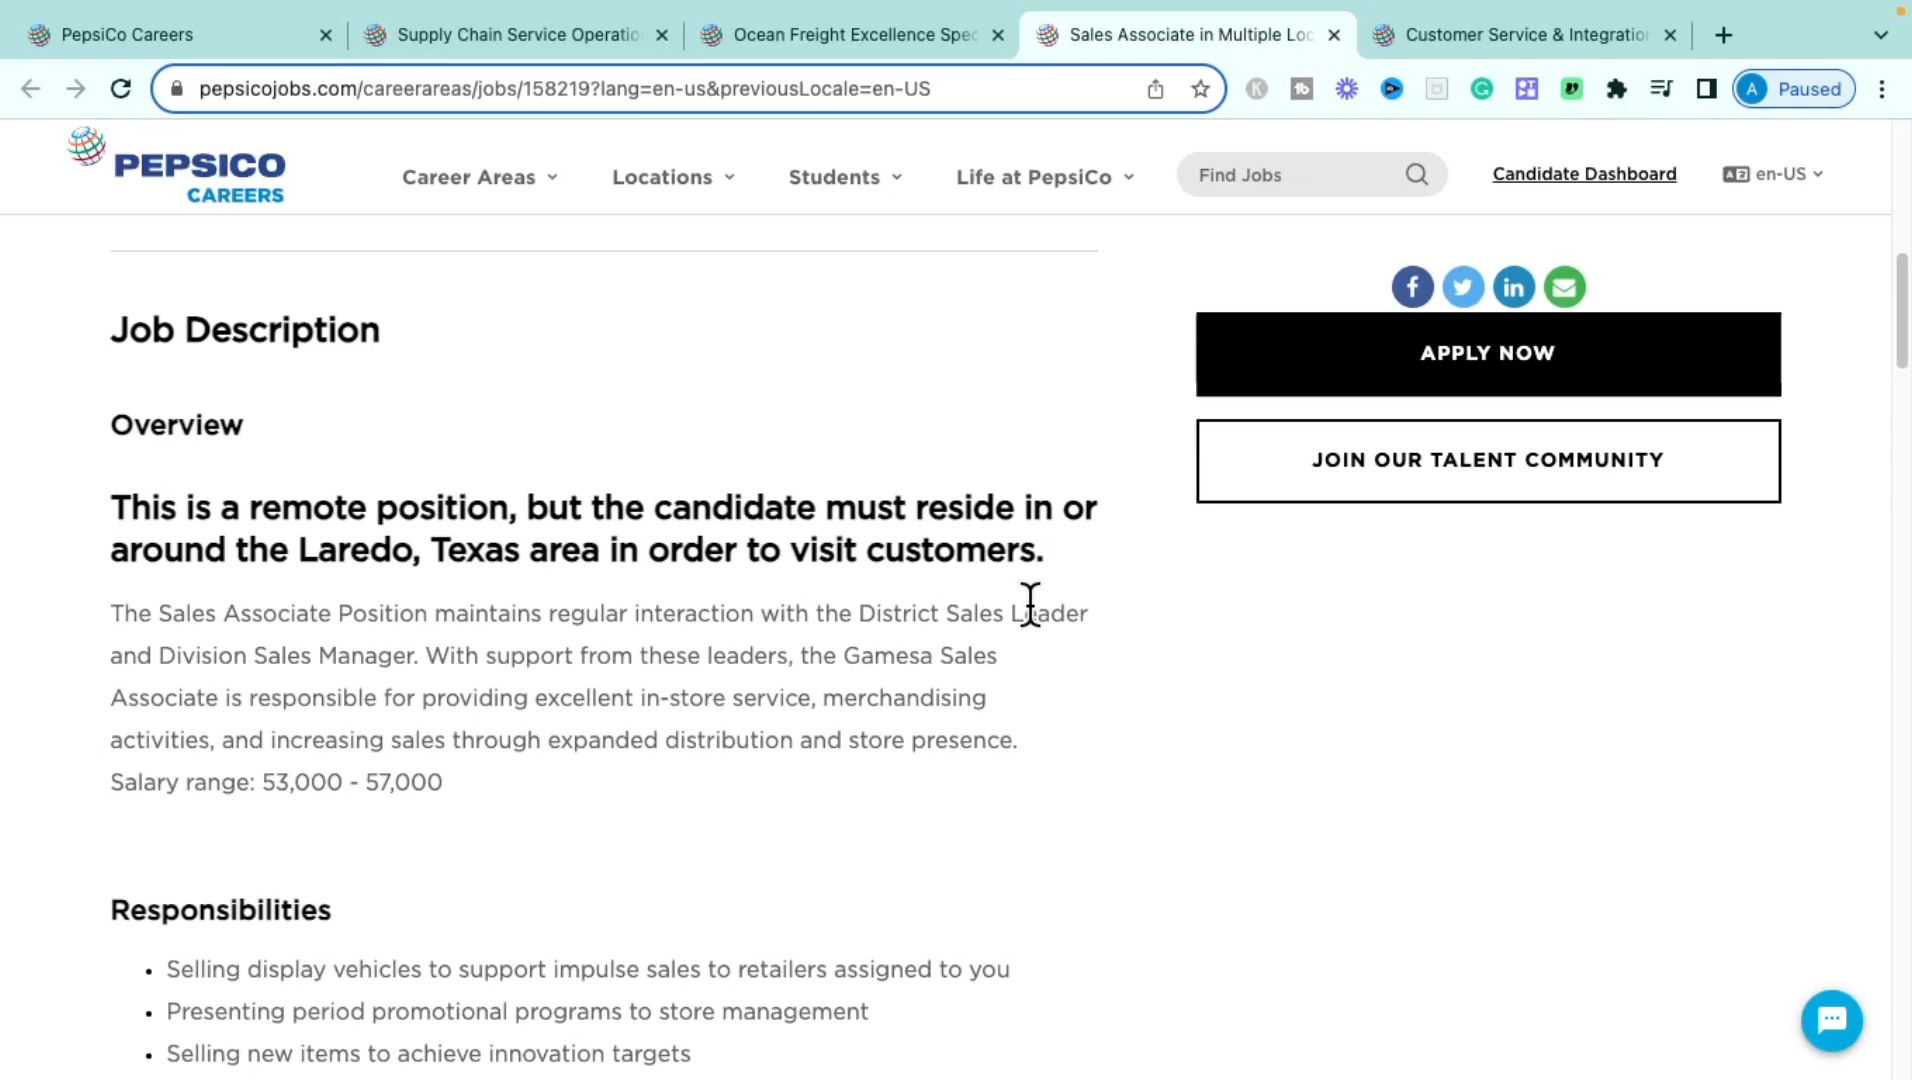 PepsiCo Careers
Supply Chain Service Operatio
Ocean Freight Excellence Spec
Sales Associate in Multiple Loc
Customer Service & Integration
pepsicojobs.com/careerareas/jobs/158219?lang=en-us&previousLocale=en-US
A Paused
PEPSICO
CAREERS
Career Areas
Locations
Students
Life at PepsiCo
Find Jobs
Candidate Dashboard
en-US
Job Description
APPLY NOW
JOIN OUR TALENT COMMUNITY
Overview
This is a remote position, but the candidate must reside in or
around the Laredo, Texas area in order to visit customers.
The Sales Associate Position maintains regular interaction with the District Sales Leader
and Division Sales Manager. With support from these leaders, the Gamesa Sales
Associate is responsible for providing excellent in-store service, merchandising
activities, and increasing sales through expanded distribution and store presence.
Salary range: 53,000 - 57,000
Responsibilities
• Selling display vehicles to support impulse sales to retailers assigned to you
• Presenting period promotional programs to store management
• Selling new items to achieve innovation targets